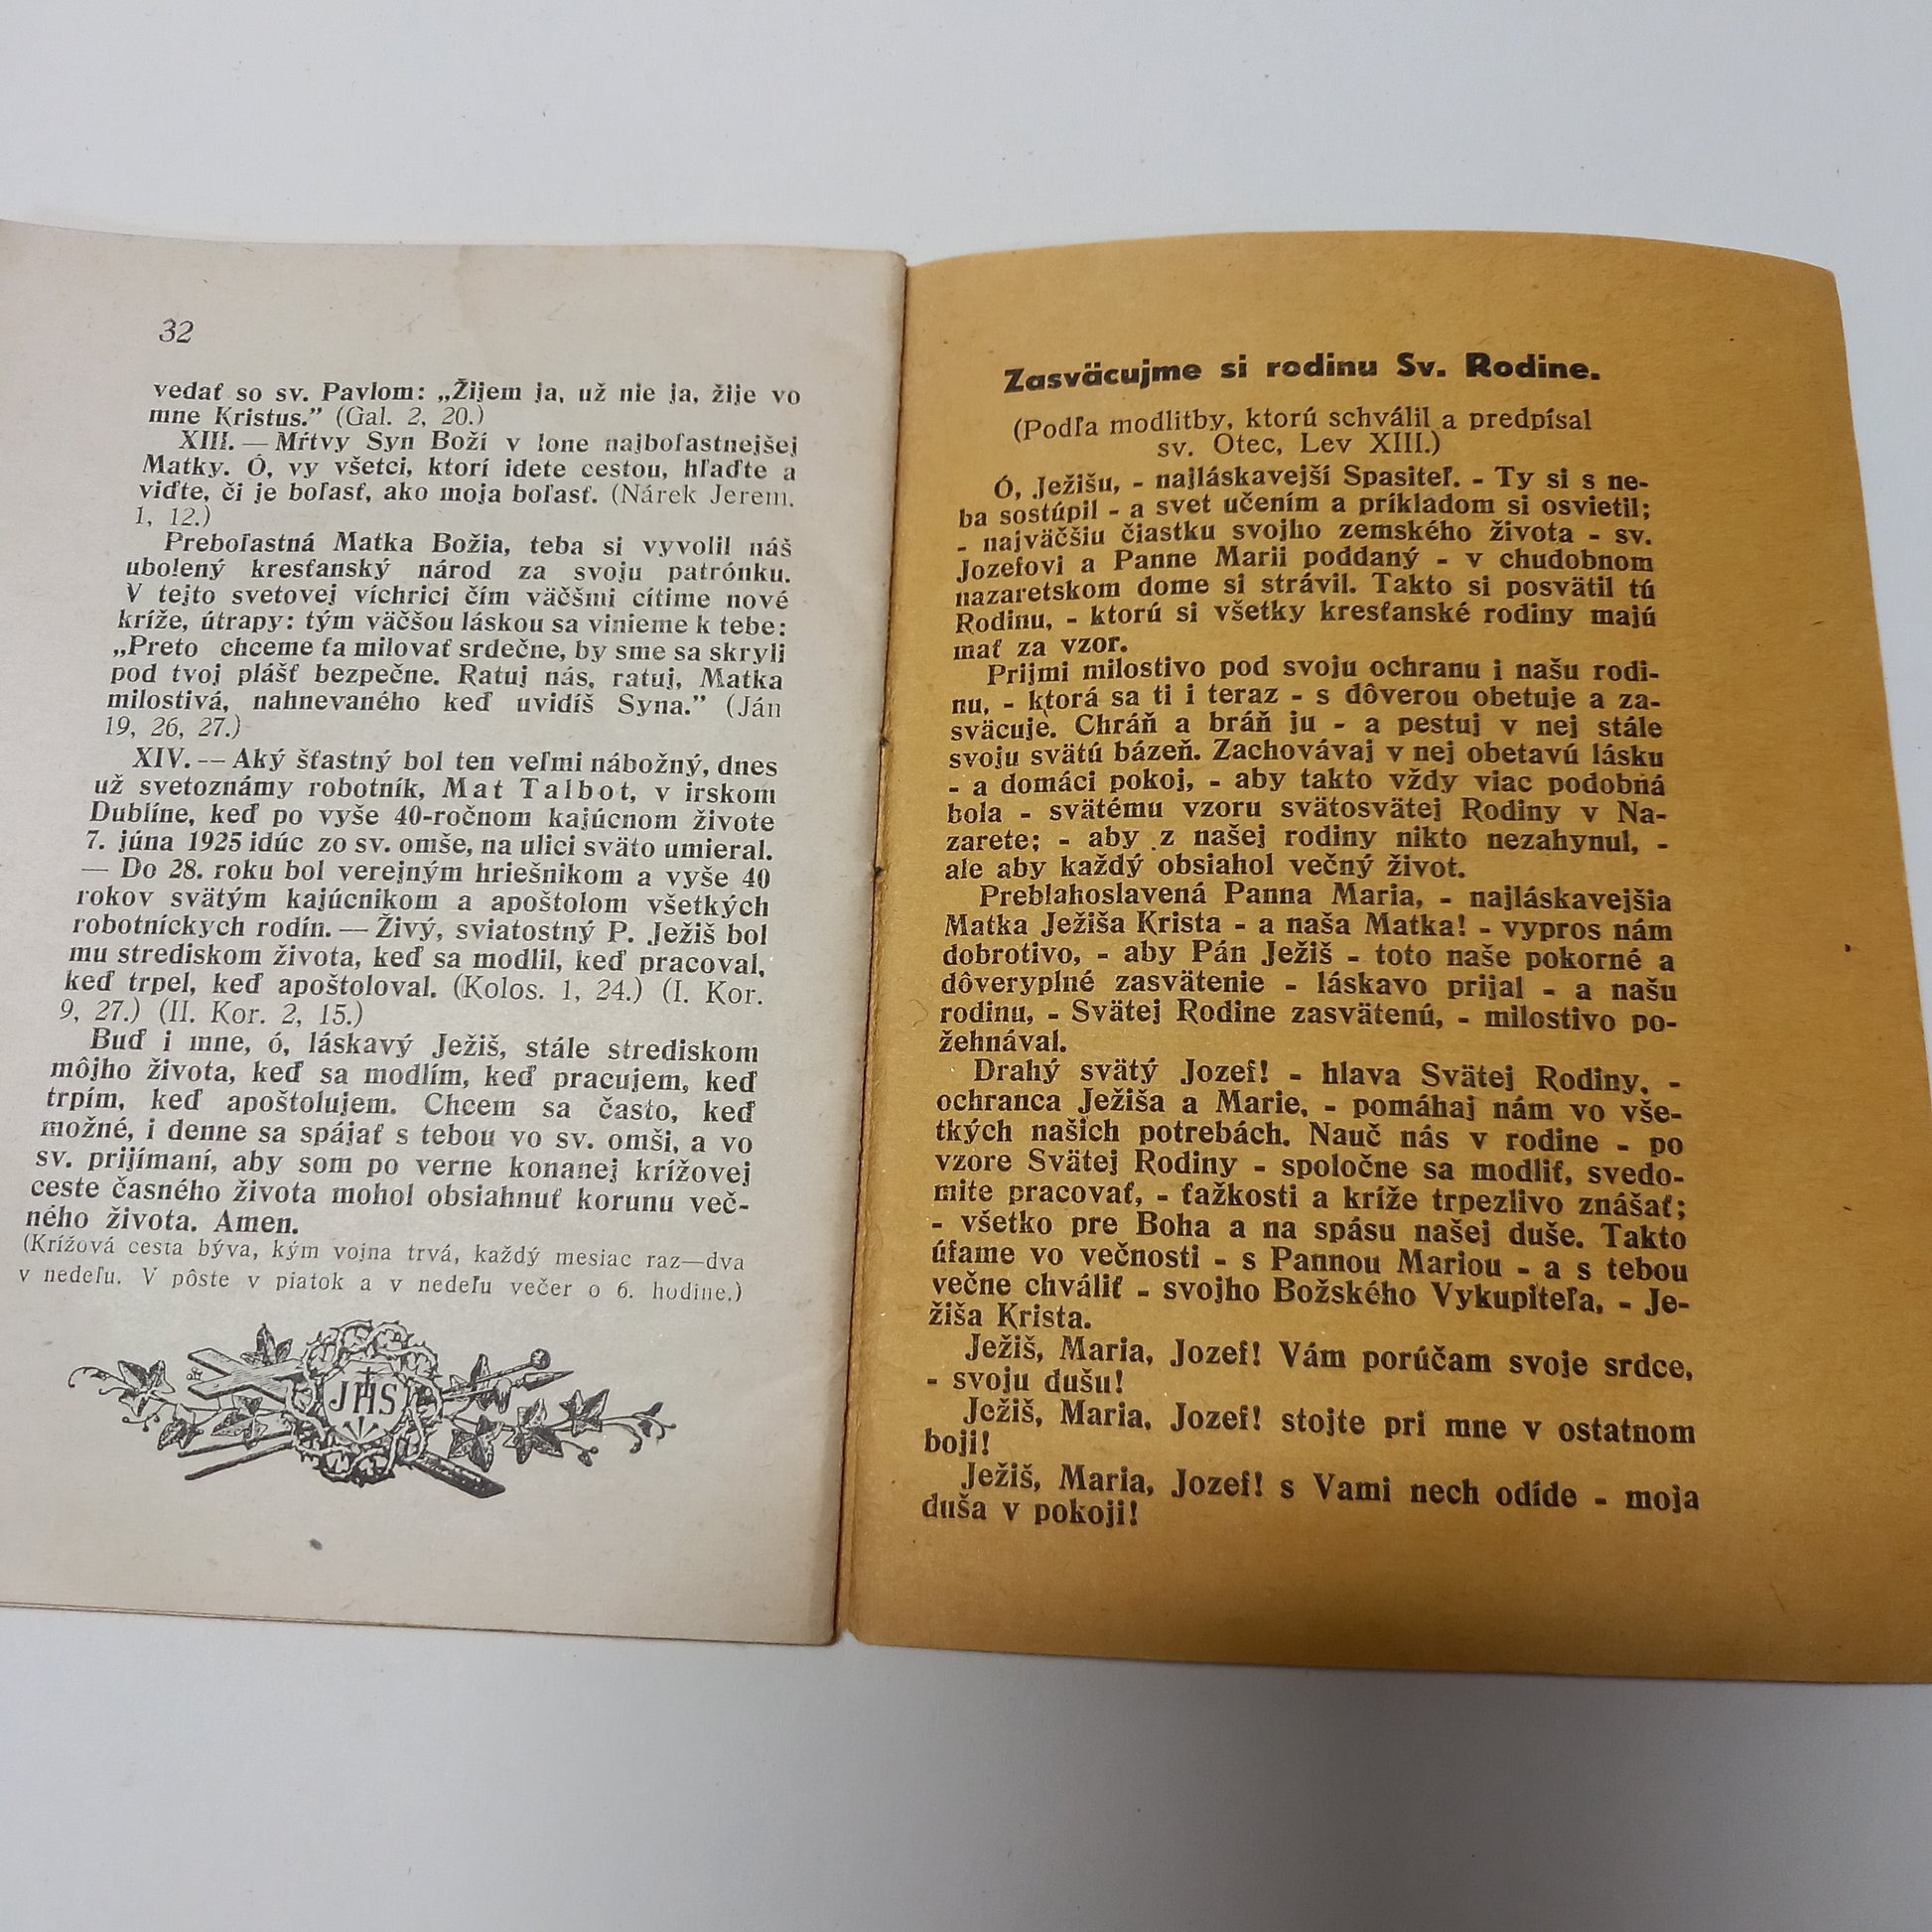 32
vedať so sv. Pavlom: „Žijem ja, už nie ja, žije vo
mne Kristus.” (Gal. 2, 20.)
XIII. — Mŕtvy Syn Boží v lone najboľastnejšej
Matky. Ó, vy všetci, ktorí idete cestou, hľaďte a
viďte, či je boľasť, ako moja boľasť. (Nárek Jerem.
1, 12.)
Preboľastná Matka Božia, teba si vyvolil náš
ubolený kresťanský národ za svoju patrónku.
V tejto svetovej víchrici čím väčšmi cítime nové
kríže, útrapy: tým väčšou láskou sa vinieme k tebe:
„Preto chceme ťa milovať srdečne, by sme sa skryli
pod tvoj plášť bezpečne. Ratuj nás, ratuj, Matka
milostivá, nahnevaného keď uvidíš Syna.” (Ján
19, 26, 27.)
XIV. — Aký šťastný bol ten veľmi nábožný, dnes
už svetoznámy robotník, Mat Talbot, v irskom
Dublíne, keď po vyše 40-ročnom kajúcnom živote
7. júna 1925 idúc zo sv. omše, na ulici sväto umieral.
— Do 28. roku bol verejným hriešnikom a vyše 40
rokov svätým kajúcnikom a apoštolom všetkých
robotníckych rodín. — Živý, sviatostný P. Ježiš bol
mu strediskom života, keď sa modlil, keď pracoval,
keď trpel, keď apoštoloval. (Kolos. 1, 24.) (I. Kor.
9, 27.) (II. Kor. 2, 15.)
Buď i mne, ó, láskavý Ježiš, stále strediskom
môjho života, keď sa modlím, keď pracujem, keď
trpím, keď apoštolujem. Chcem sa často, keď
možné, i denne sa spájať s tebou vo sv. omši, a vo
sv. prijímaní, aby som po verne konanej krížovej
ceste časného života mohol obsiahnuť korunu več-
ného života. Amen.
(Krížová cesta býva, kým vojna trvá, každý mesiac raz—dva
v nedeľu. V pôste v piatok a v nedeľu večer o 6. hodine.)
JHS
Zasväcujme si rodinu Sv. Rodine.
(Podľa modlitby, ktorú schválil a predpísal
sv. Otec, Lev XIII.)
Ó, Ježišu, - najláskavejší Spasiteľ. - Ty si s ne-
ba sostúpil - a svet učením a príkladom si osvietil;
- najväčšiu čiastku svojho zemského života - sv.
Jozefovi a Panne Marii poddaný - v chudobnom
nazaretskom dome si strávil. Takto si posvätil tú
Rodinu, - ktorú si všetky kresťanské rodiny majú
mať za vzor.
Prijmi milostivo pod svoju ochranu i našu rodi-
nu, - ktorá sa ti i teraz - s dôverou obetuje a za-
sväcuje. Chráň a bráň ju - a pestuj v nej stále
svoju svätú bázeň. Zachovávaj v nej obetavú lásku
- a domáci pokoj, - aby takto vždy viac podobná
bola - svätému vzoru svätosvätej Rodiny v Na-
zarete; - aby z našej rodiny nikto nezahynul, -
ale aby každý obsiahol večný život.
Preblahoslavená Panna Maria, - najláskavejšia
Matka Ježiša Krista - a naša Matka! - vypros nám
dobrotivo, - aby Pán Ježiš - toto naše pokorné a
dôveryplné zasvätenie - láskavo prijal - a našu
rodinu, - Svätej Rodine zasvätenú, - milostivo po-
žehnával.
Drahý svätý Jozef! - hlava Svätej Rodiny, -
ochranca Ježiša a Marie, - pomáhaj nám vo vše-
tkých našich potrebách. Nauč nás v rodine - po
vzore Svätej Rodiny - spoločne sa modliť, svedo-
mite pracovať, - ťažkosti a kríže trpezlivo znášať;
- všetko pre Boha a na spásu našej duše. Takto
úfame vo večnosti - s Pannou Mariou - a s tebou
večne chváliť - svojho Božského Vykupiteľa, - Je-
žiša Krista.
Ježiš, Maria, Jozef! Vám porúčam svoje srdce,
- svoju dušu!
Ježiš, Maria, Jozef! stojte pri mne v ostatnom
boji!
Ježiš, Maria, Jozef! s Vami nech odíde - moja
duša v pokoji!